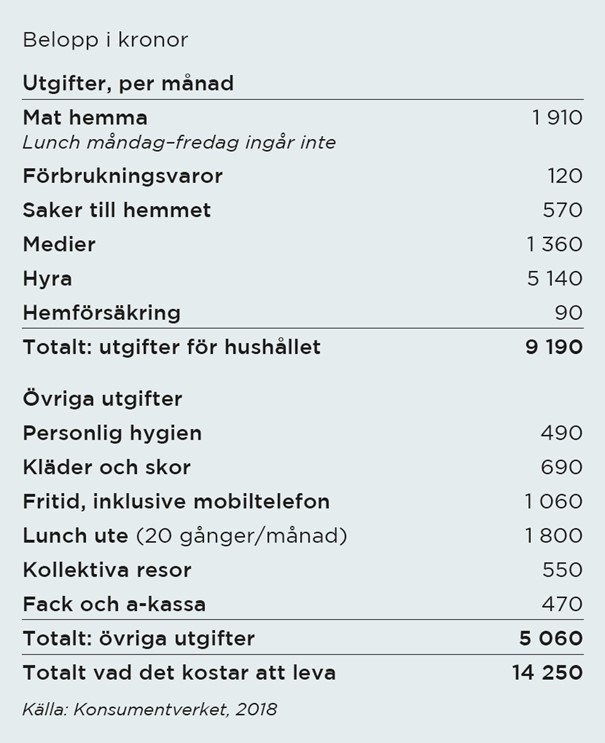 Belopp i kronor
Utgifter, per månad
Mat hemma 1 910
Lunch måndag–fredag ingår inte
Förbrukningsvaror 120
Saker till hemmet 570
Medier 1 360
Hyra 5 140
Hemförsäkring 90
Totalt: utgifter för hushållet 9 190
Övriga utgifter
Personlig hygien 490
Kläder och skor 690
Fritid, inklusive mobiltelefon 1 060
Lunch ute (20 gånger/månad) 1 800
Kollektiva resor 550
Fack och a-kassa 470
Totalt: övriga utgifter 5 060
Totalt vad det kostar att leva 14 250
Källa: Konsumentverket, 2018